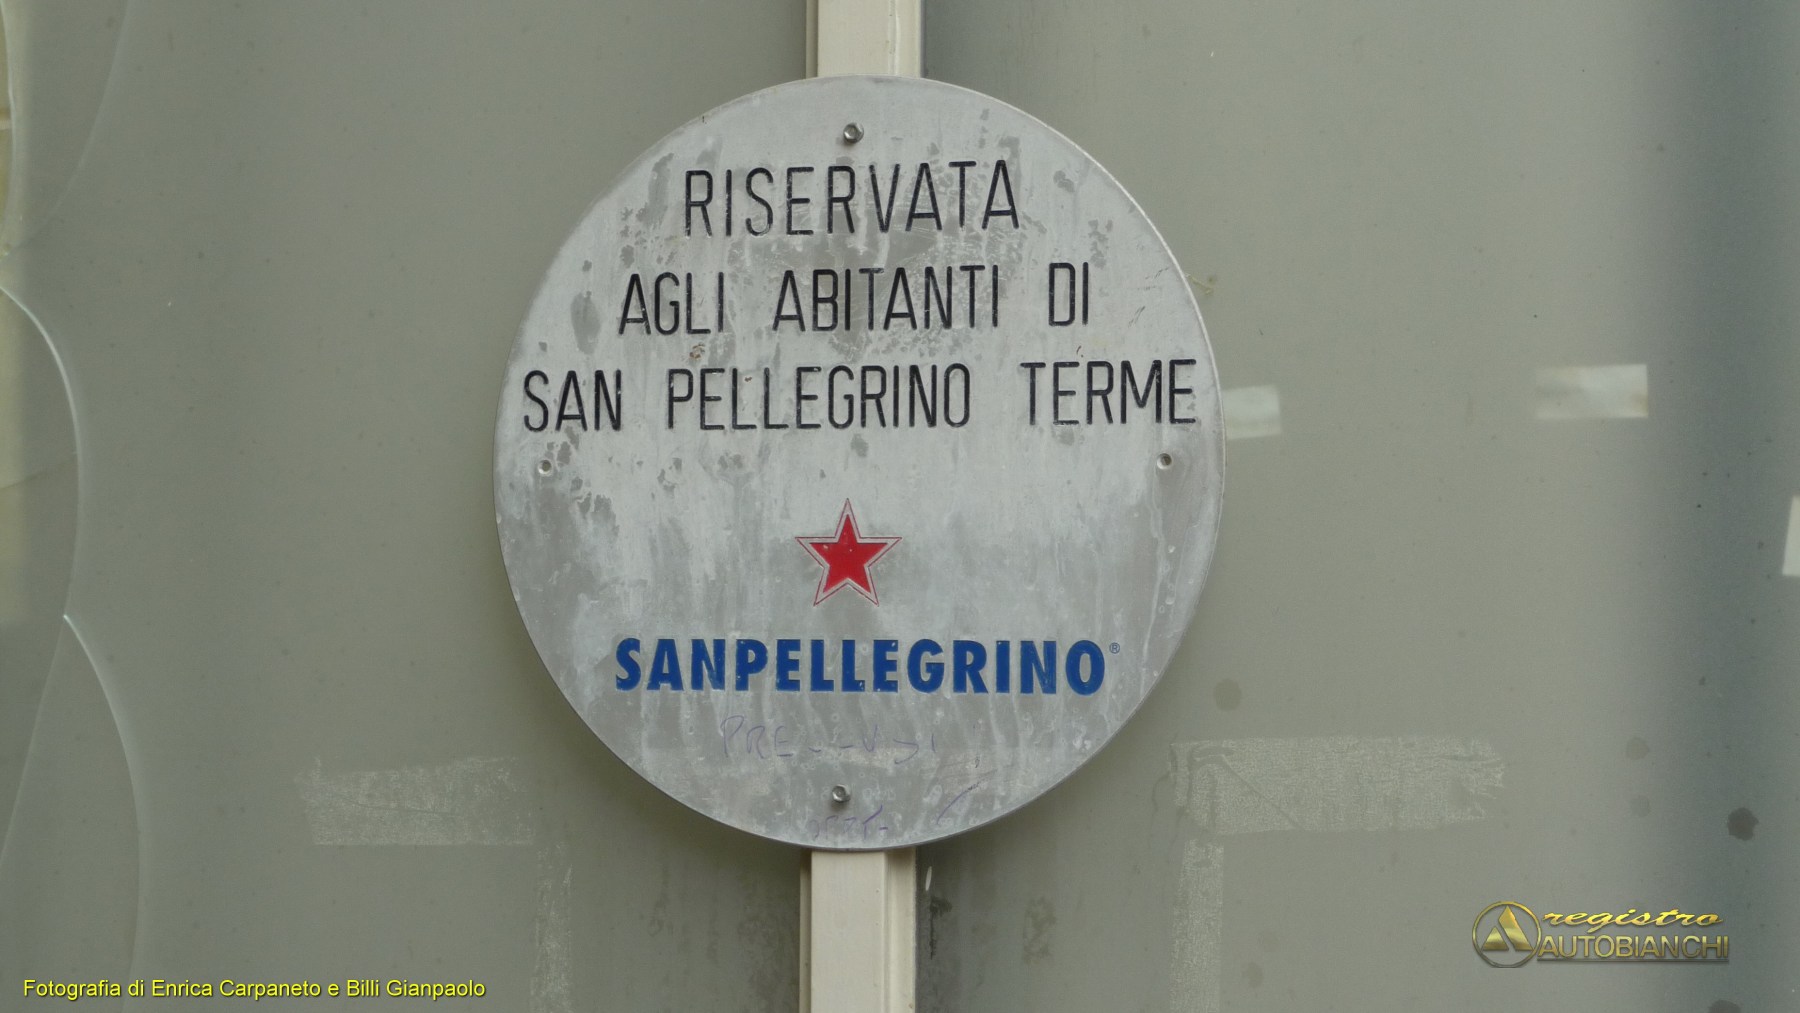 RISERVATA
AGLI ABITANTI DI
SAN PELLEGRINO TERME
SANPELLEGRINO®
registro
AUTOBIANCHI
Fotografia di Enrica Carpaneto e Billi Gianpaolo